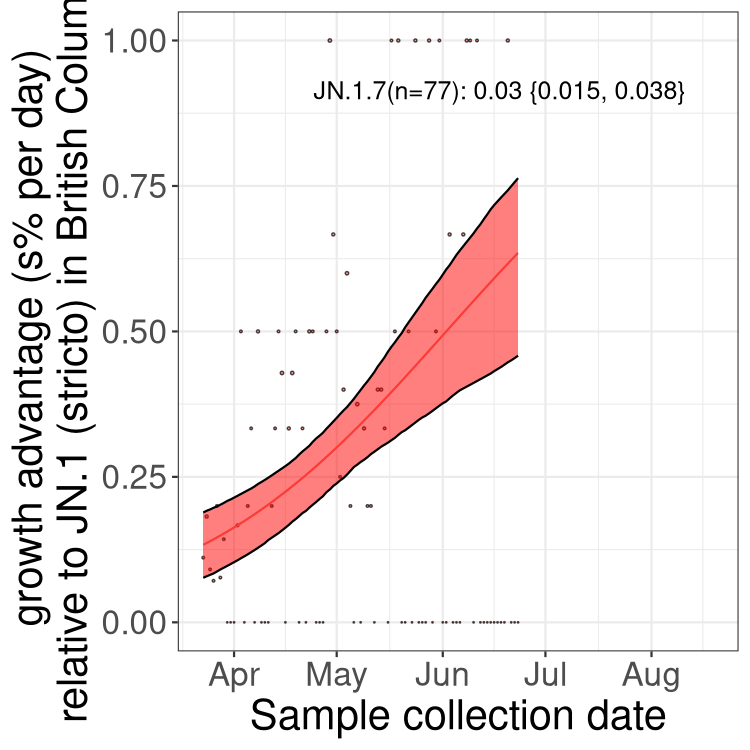 growth advantage (s% per day)
relative to JN.1 (stricto) in British Colum
1.00
0.75
0.50
0.25
0.00
JN.1.7(n=77): 0.03 {0.015, 0.038}
Apr May Jun Jul Aug
Sample collection date